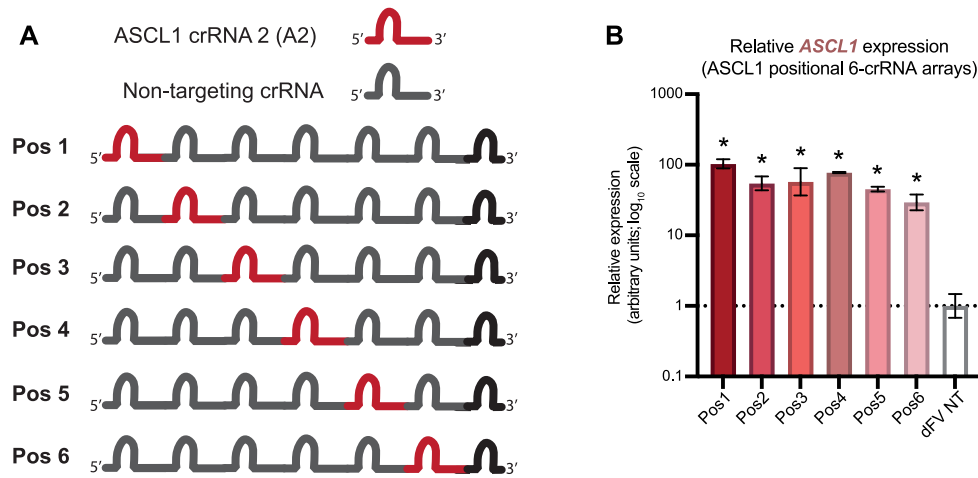 A
ASCL1 crRNA 2 (A2)
5′ 3′
Non-targeting crRNA
5′ 3′
Pos 1
5′ 3′
Pos 2
5′ 3′
Pos 3
5′ 3′
Pos 4
5′ 3′
Pos 5
5′ 3′
Pos 6
5′ 3′
B
Relative ASCL1 expression
(ASCL1 positional 6-crRNA arrays)
Relative expression
(arbitrary units; log₁₀ scale)
1000
100
10
1
0.1
* * * * * *
Pos1
Pos2
Pos3
Pos4
Pos5
Pos6
dFV NT